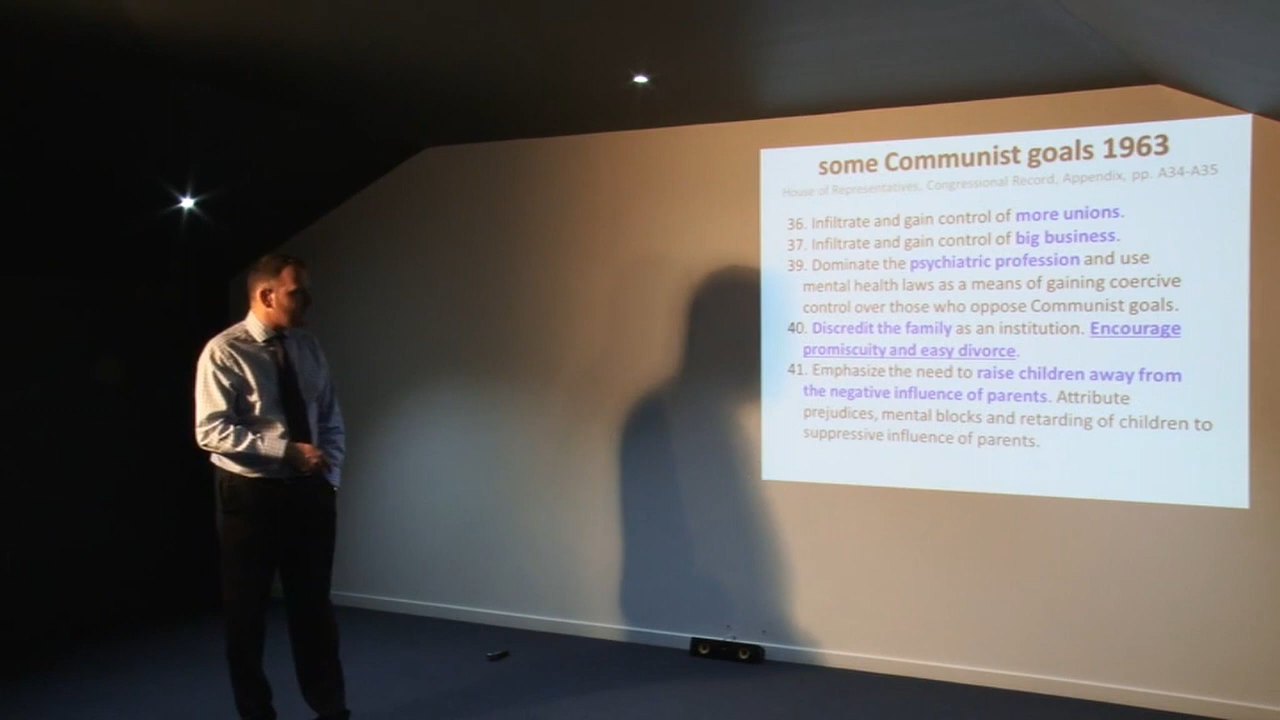 some Communist goals 1963
House of Representatives, Congressional Record, Appendix, pp. A34-A35
36. Infiltrate and gain control of more unions.
37. Infiltrate and gain control of big business.
39. Dominate the psychiatric profession and use
mental health laws as a means of gaining coercive
control over those who oppose Communist goals.
40. Discredit the family as an institution. Encourage
promiscuity and easy divorce.
41. Emphasize the need to raise children away from
the negative influence of parents. Attribute
prejudices, mental blocks and retarding of children to
suppressive influence of parents.